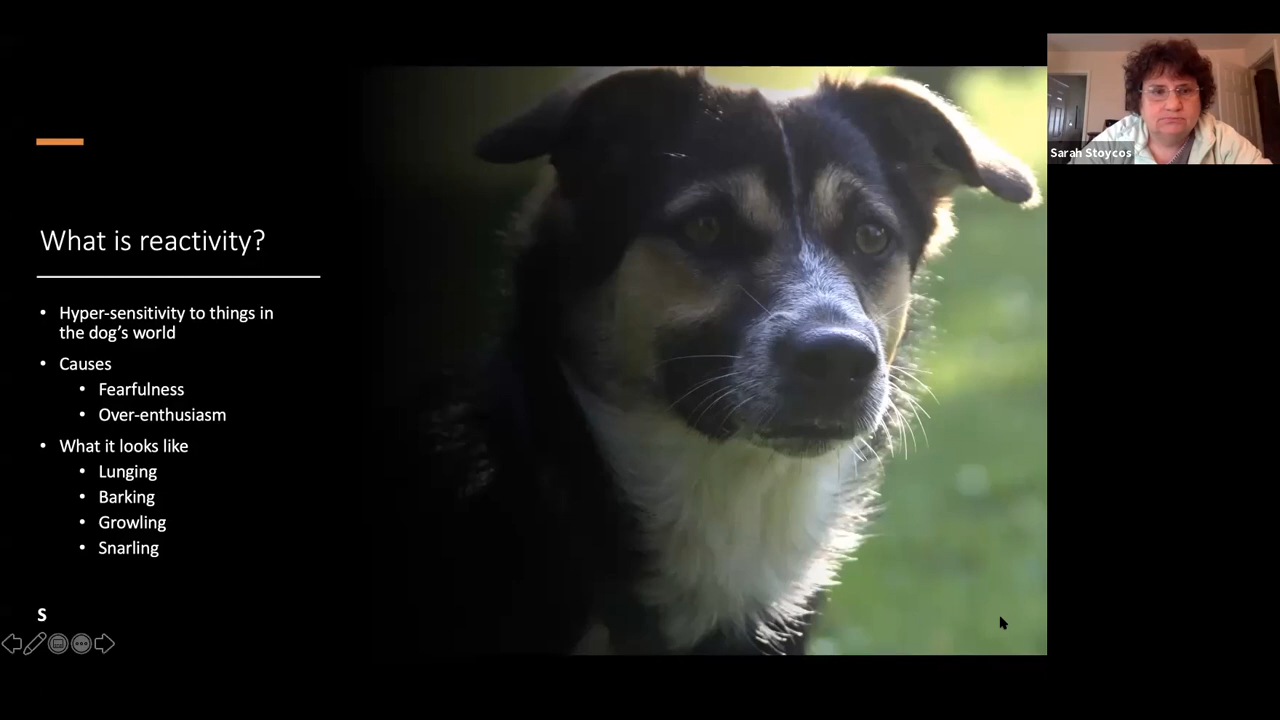 What is reactivity?
• Hyper-sensitivity to things in
the dog’s world
• Causes
• Fearfulness
• Over-enthusiasm
• What it looks like
• Lunging
• Barking
• Growling
• Snarling
S
Sarah Stoycos